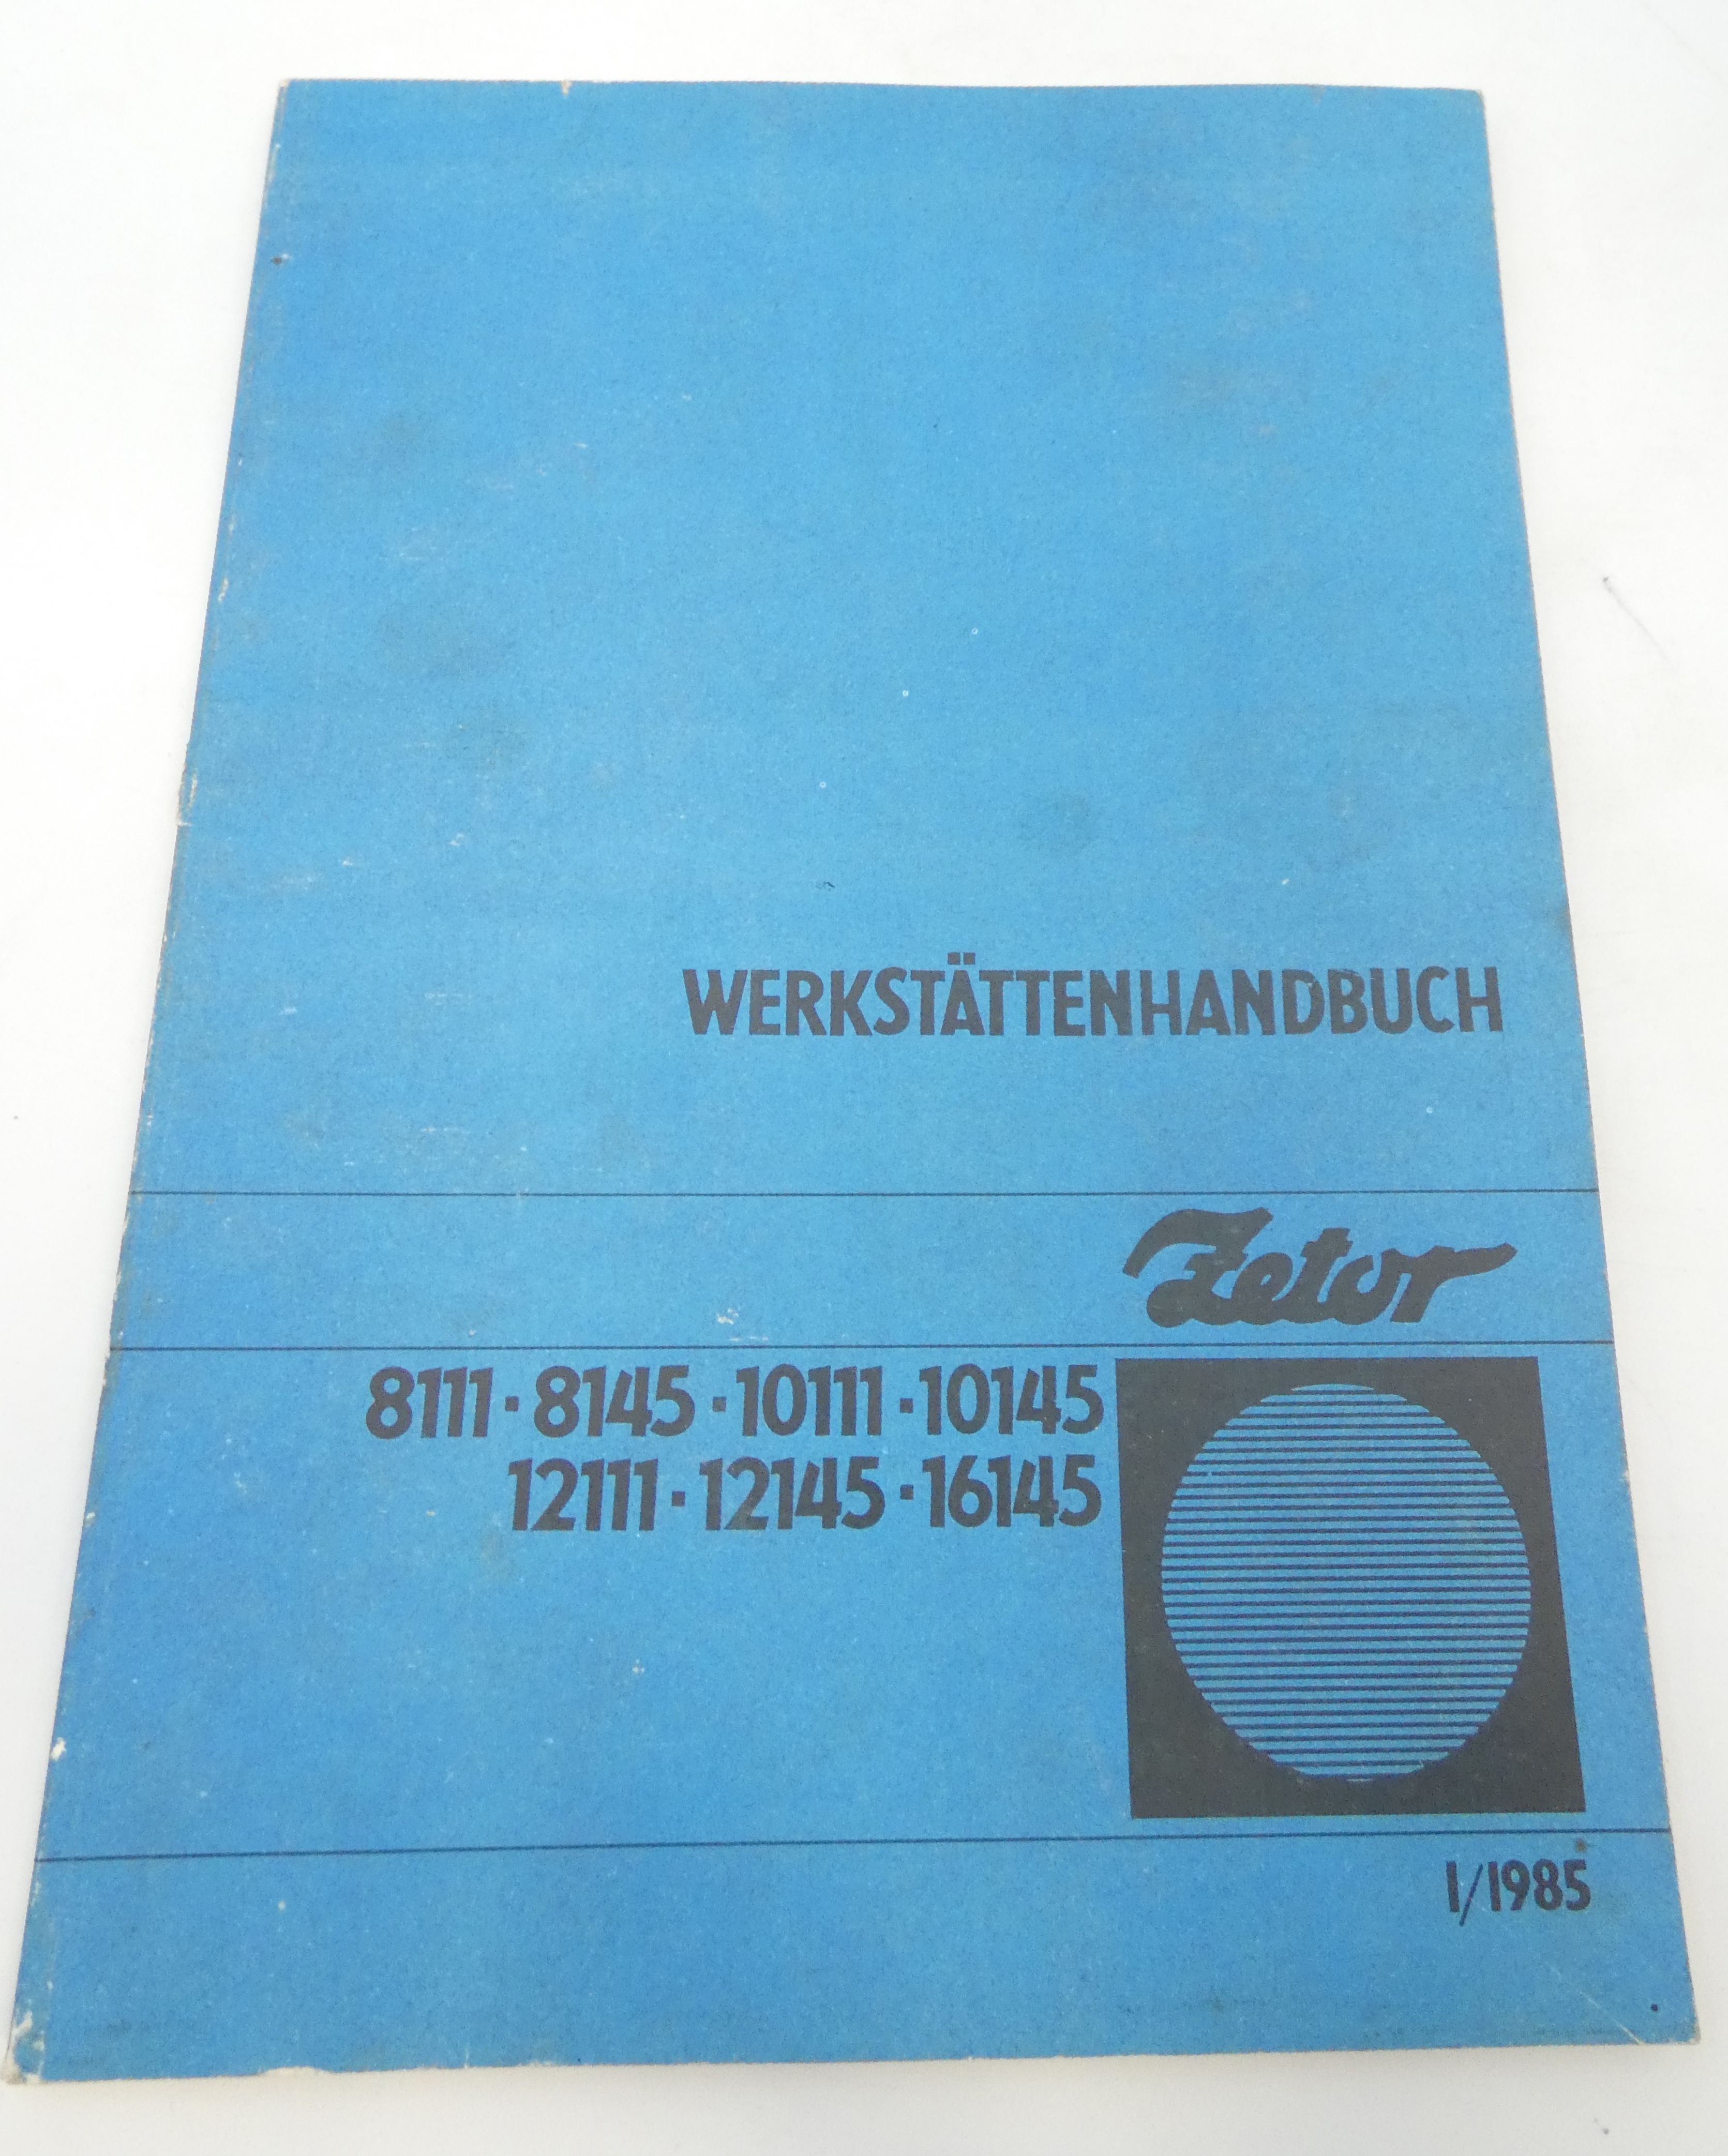 WERKSTÄTTENHANDBUCH
Zetor
8111 · 8145 · 10111 · 10145
12111 · 12145 · 16145
I/1985